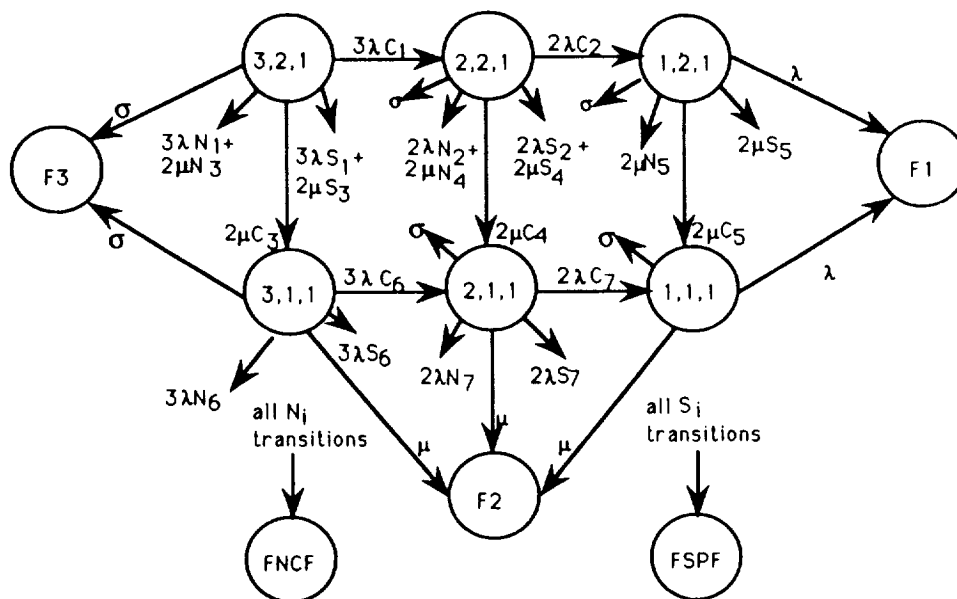 3,2,1
3λC₁
2,2,1
2λC₂
1,2,1
λ
σ
σ
σ
3λN₁+
2μN₃
3λS₁+
2μS₃
2λN₂+
2μN₄
2λS₂+
2μS₄
2μN₅
2μS₅
F3
F1
σ
2μC₃
σ
2μC₄
σ
2μC₅
λ
3,1,1
3λC₆
2,1,1
2λC₇
1,1,1
3λS₆
3λN₆
2λN₇
2λS₇
all Nᵢ
transitions
all Sᵢ
transitions
μ
μ
μ
F2
FNCF
FSPF